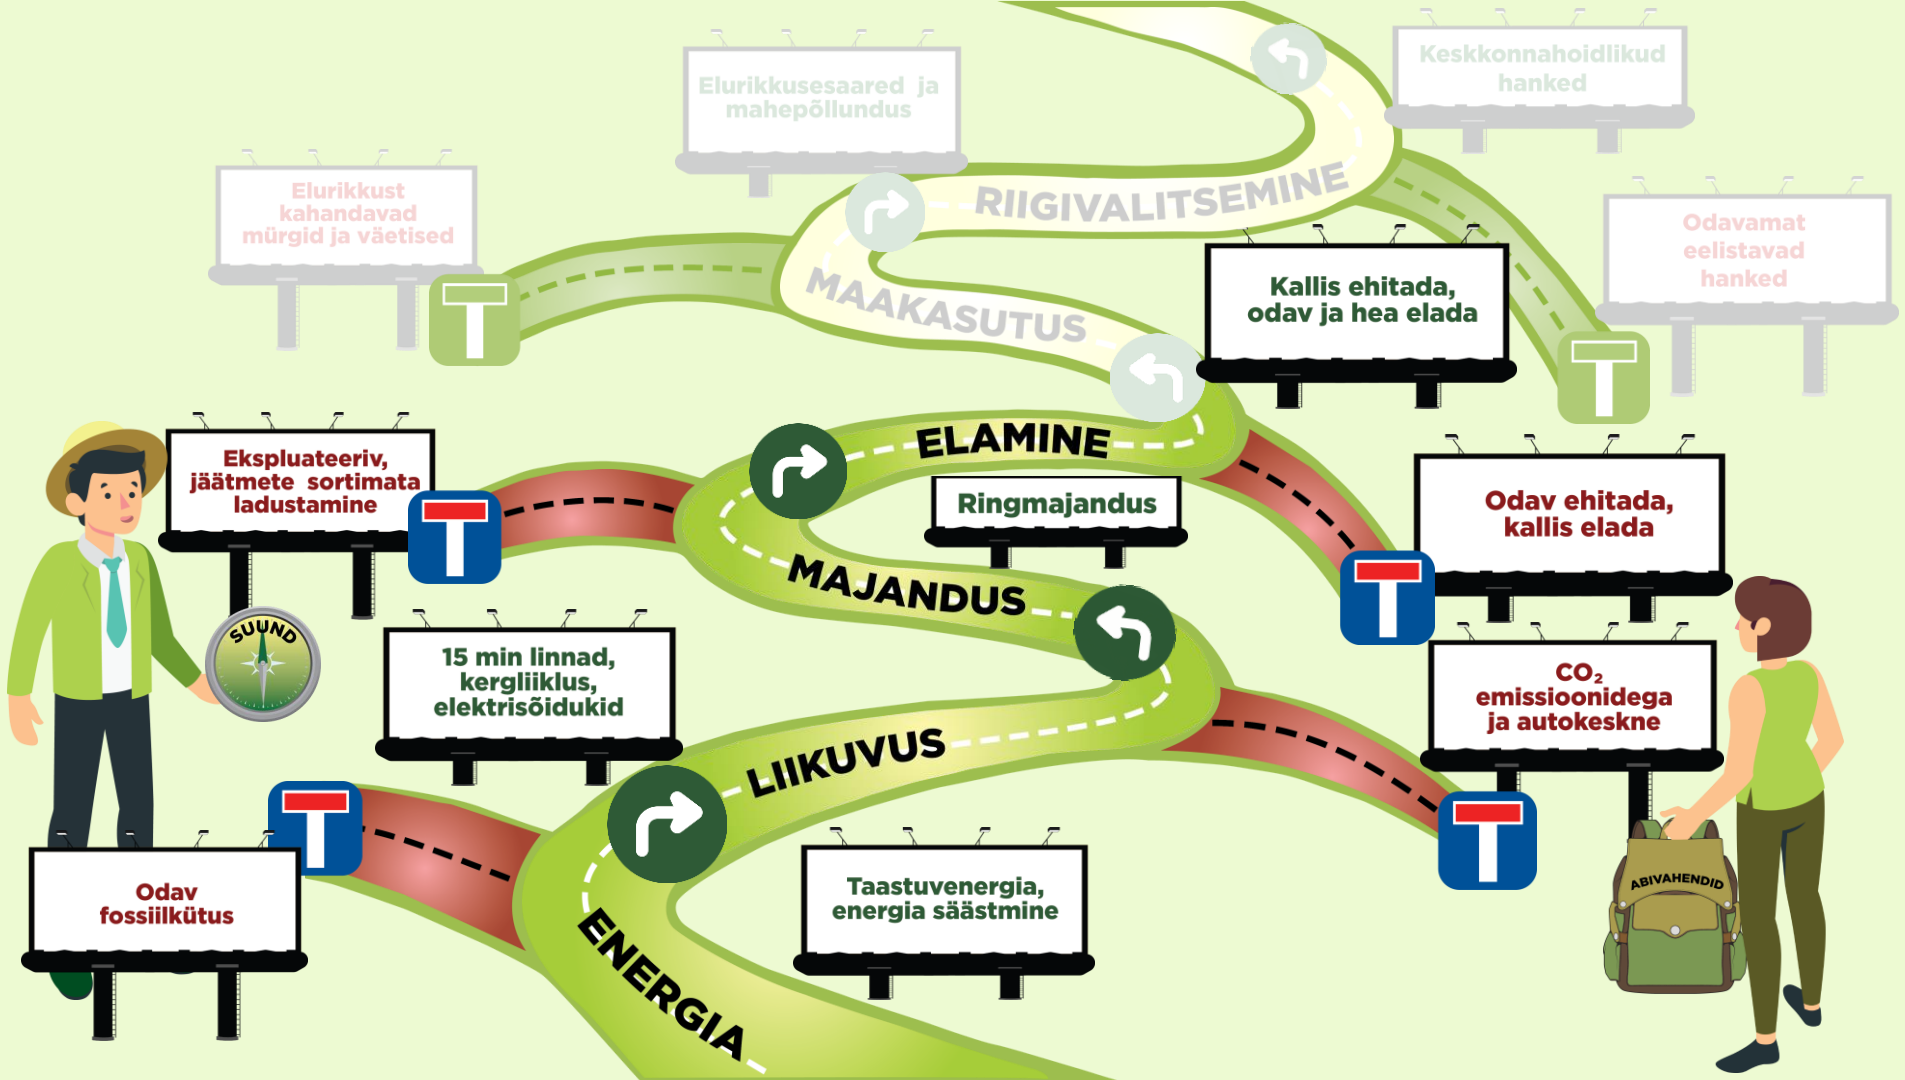 Keskkonnahoidlikud
hanked
Elurikkusesaared ja
mahepõllundus
Elurikkust
kahandavad
mürgid ja väetised
RIIGIVALITSEMINE
Odavamat
eelistavad
hanked
MAAKASUTUS
Kallis ehitada,
odav ja hea elada
ELAMINE
Ekspluateeriv,
jäätmete sortimata
ladustamine
Ringmajandus
Odav ehitada,
kallis elada
MAJANDUS
SUUND
15 min linnad,
kergliiklus,
elektrisõidukid
CO₂
emissioonidega
ja autokeskne
LIIKUVUS
Odav
fossiilkütus
Taastuvenergia,
energia säästmine
ABIVAHENDID
ENERGIA